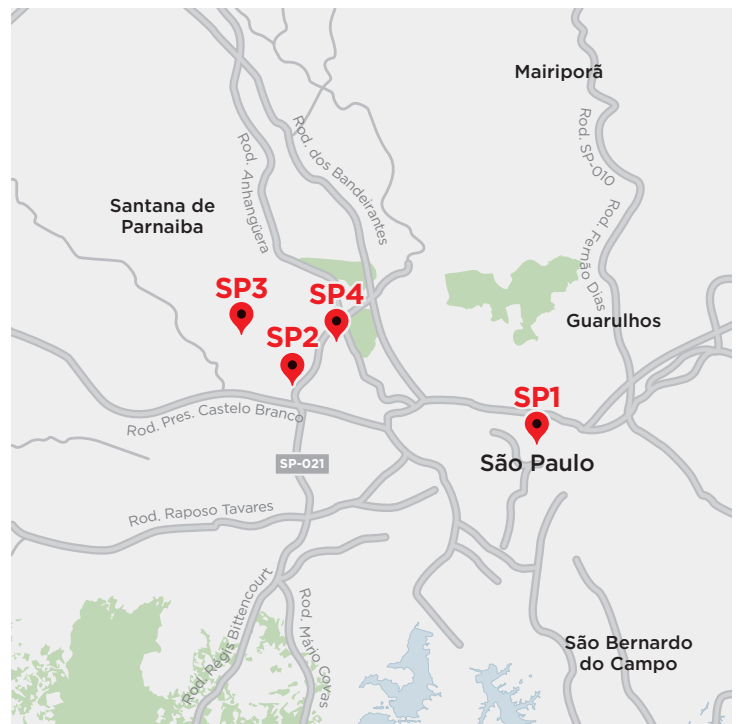 Mairiporã
Rod. dos Bandeirantes
Rod. SP-010
Rod. Anhangüera
Santana de
Parnaiba
Rod. Fernão Dias
SP3
SP4
Guarulhos
SP2
SP1
Rod. Pres. Castelo Branco
São Paulo
SP-021
Rod. Raposo Tavares
Rod. Régis Bittencourt
Rod. Mário Covas
São Bernardo
do Campo